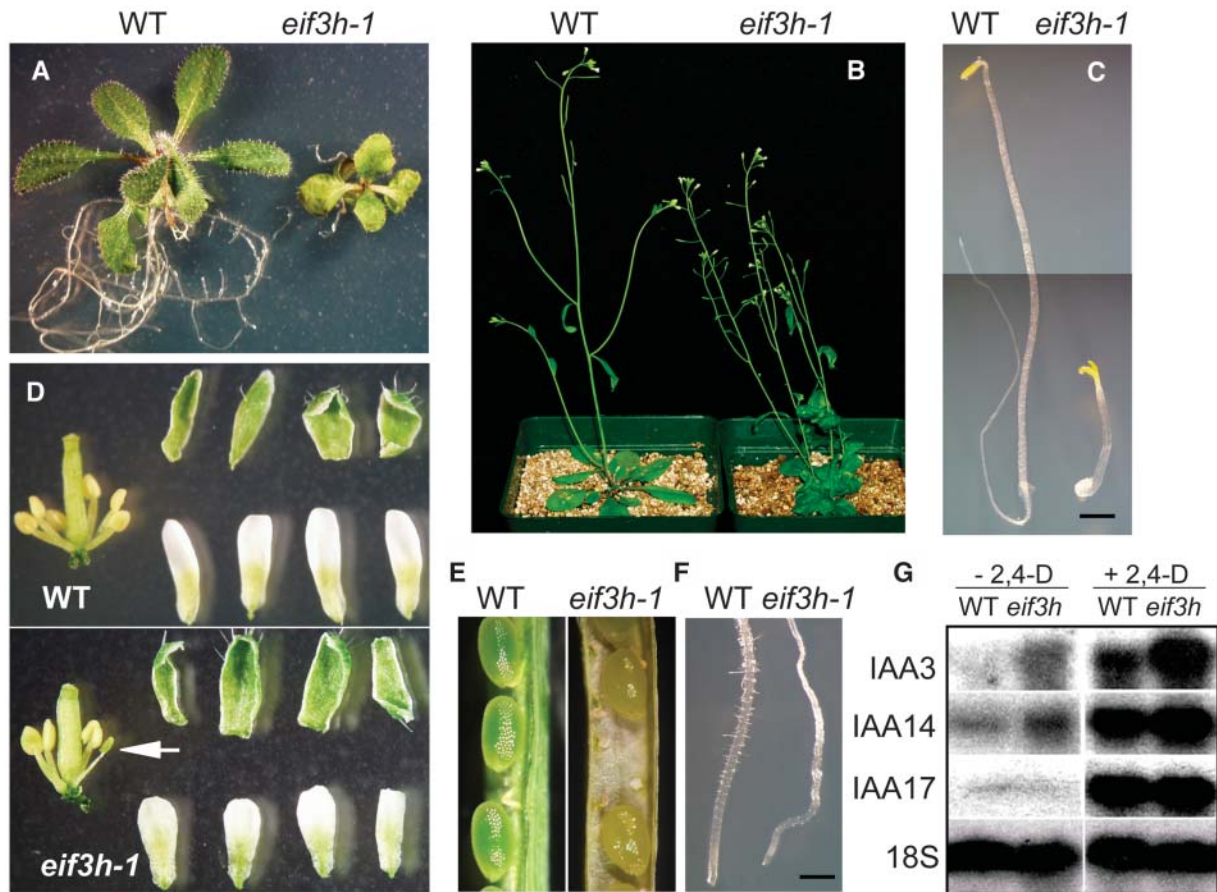 WT eif3h-1
A
WT eif3h-1
B
WT eif3h-1
C
D
WT
eif3h-1
E
WT eif3h-1
F
WT eif3h-1
G
- 2,4-D + 2,4-D
WT eif3h WT eif3h
IAA3
IAA14
IAA17
18S